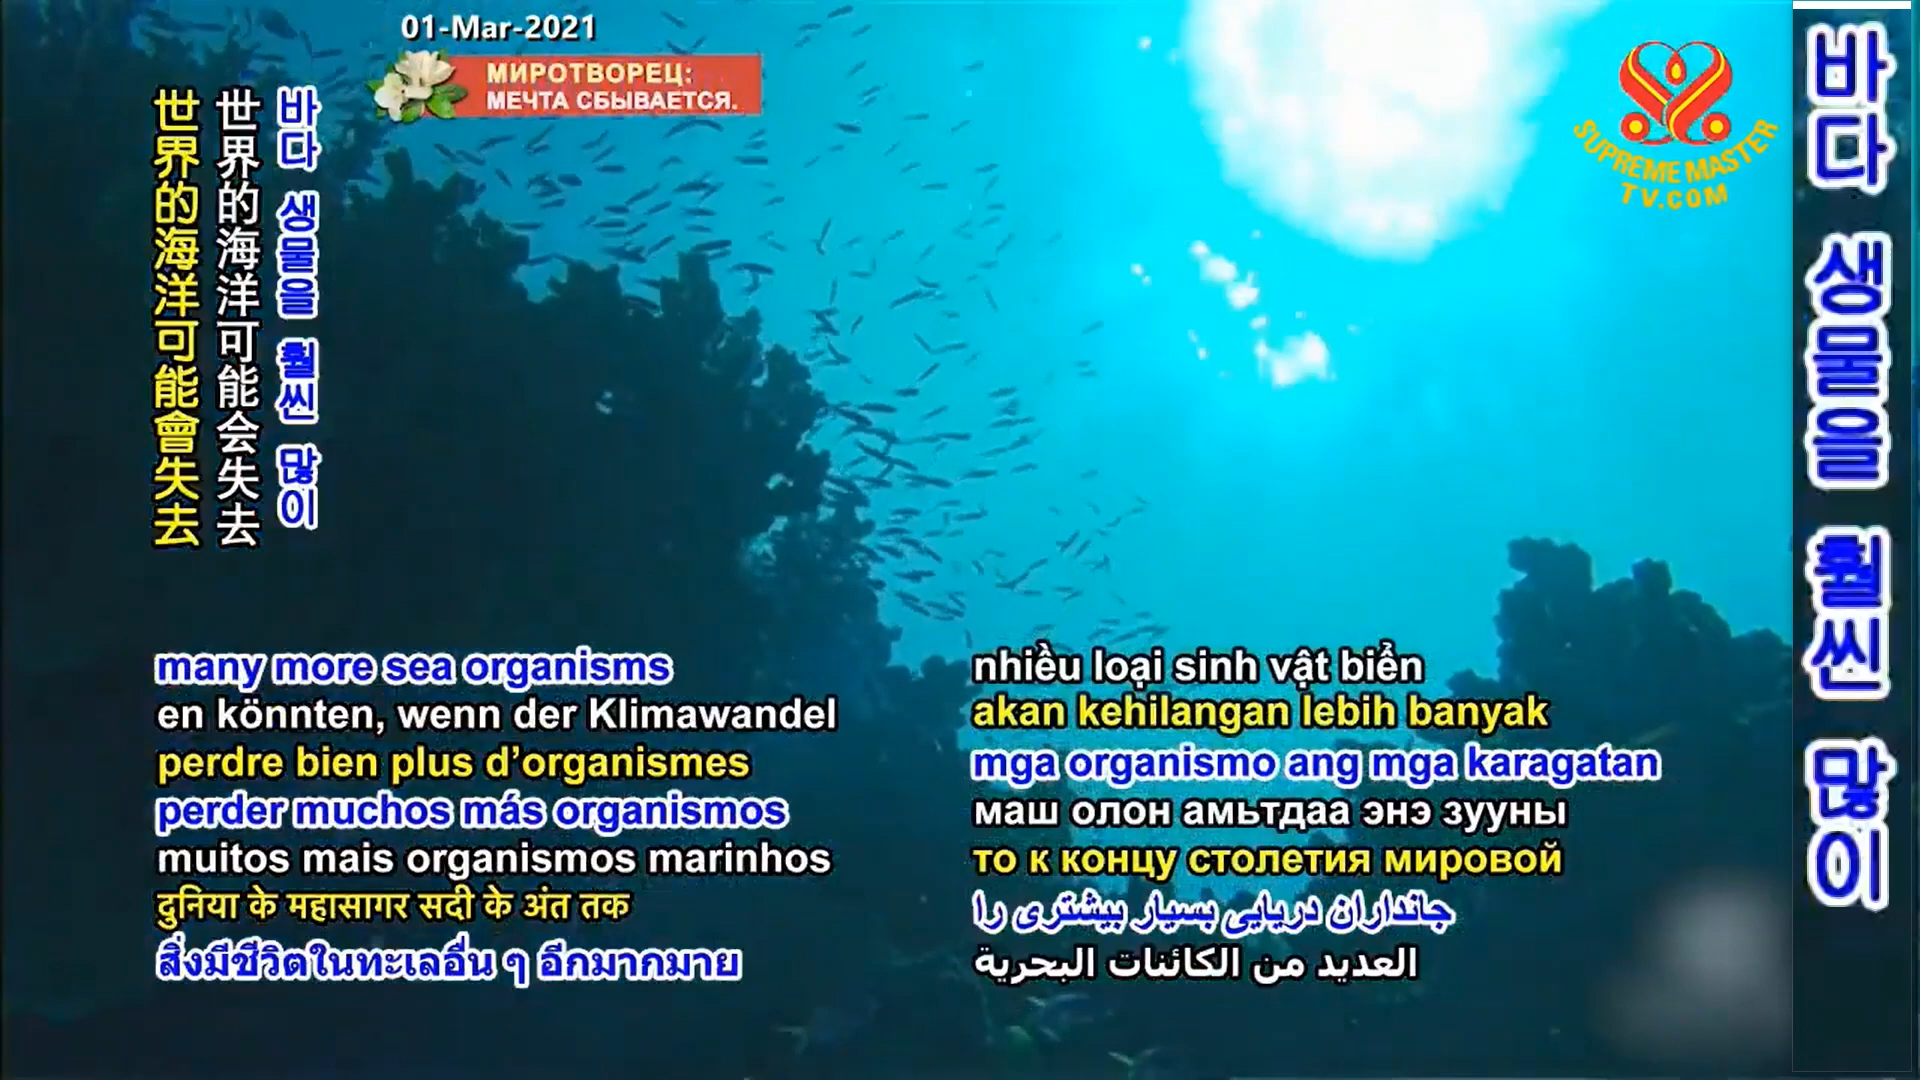 01-Mar-2021
МИРОТВОРЕЦ:
МЕЧТА СБЫВАЕТСЯ.
SUPREME MASTER
TV.COM
바다 생물을 훨씬 많이
世界的海洋可能会失去
世界的海洋可能會失去
바다 생물을 훨씬 많이
many more sea organisms
en könnten, wenn der Klimawandel
perdre bien plus d’organismes
perder muchos más organismos
muitos mais organismos marinhos
दुनिया के महासागर सदी के अंत तक
สิ่งมีชีวิตในทะเลอื่น ๆ อีกมากมาย
nhiều loại sinh vật biển
akan kehilangan lebih banyak
mga organismo ang mga karagatan
маш олон амьтдаа энэ зууны
то к концу столетия мировой
جانداران دریایی بسیار بیشتری را
العديد من الكائنات البحرية